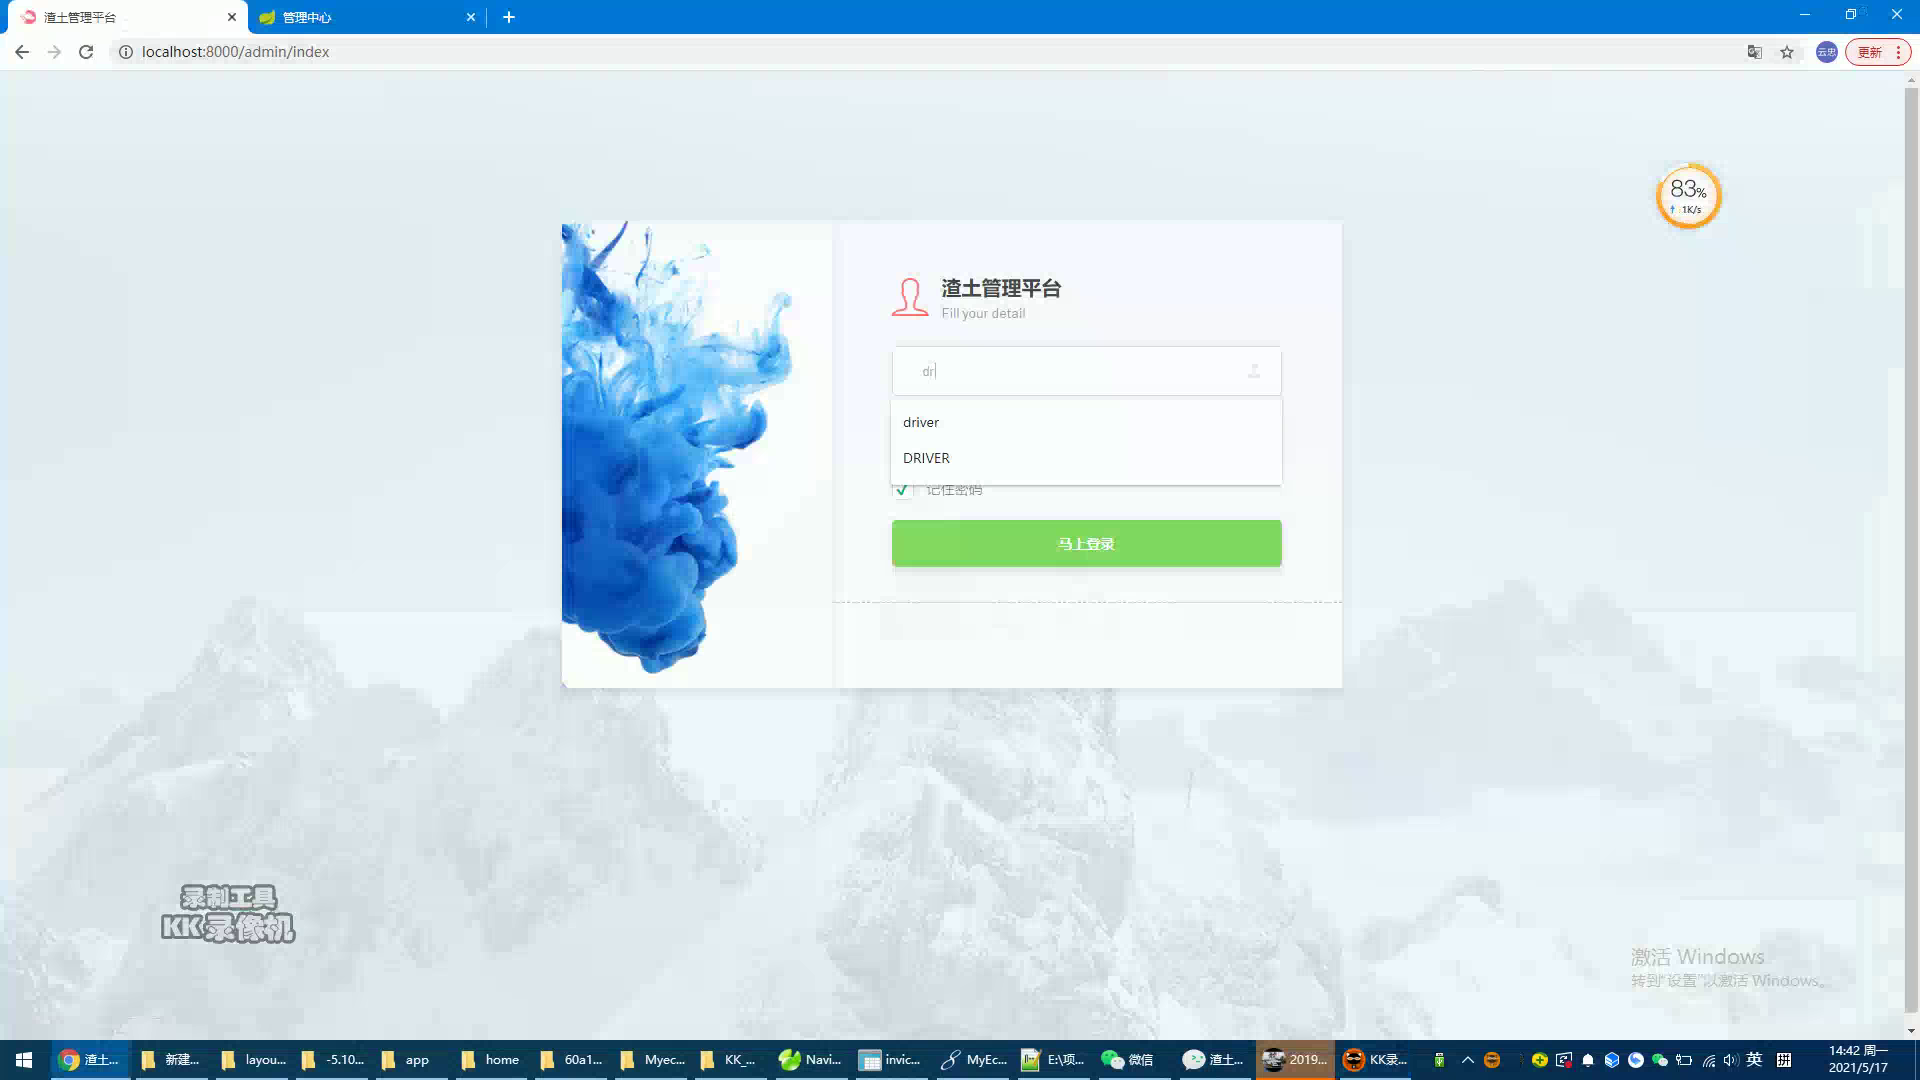 渣土管理平台
管理中心
localhost:8000/admin/index
云忠
更新
83%
1K/s
渣土管理平台
Fill your detail
dr
driver
DRIVER
记住密码
马上登录
录制工具
KK录像机
激活 Windows
转到“设置”以激活 Windows。
渣土...
新建...
layou...
-5.10...
app
home
60a1...
Myec...
KK_...
Navi...
invic...
MyEc...
E:\项...
微信
渣土...
2019...
KK录...
英
拼
14:42 周一
2021/5/17